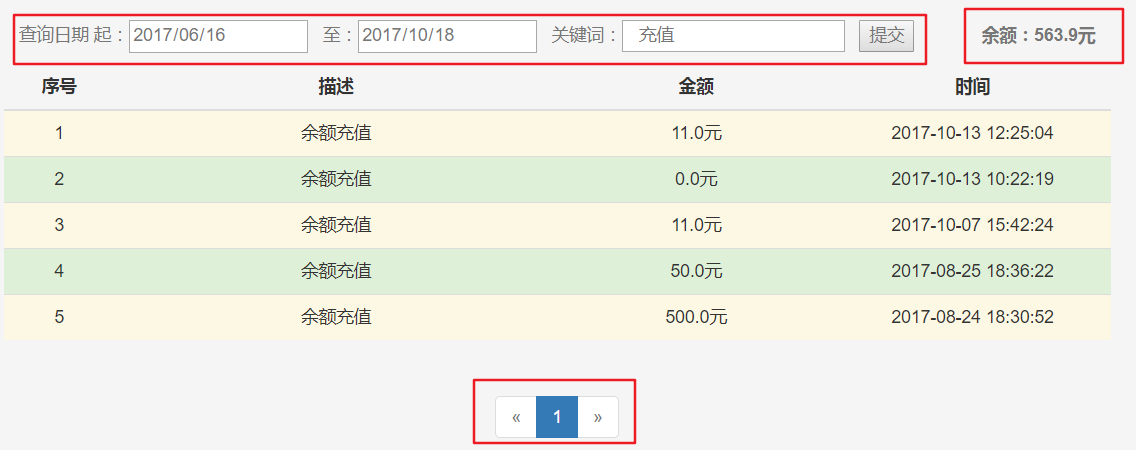 查询日期 起：2017/06/16 至：2017/10/18 关键词： 充值 提交 余额：563.9元
序号 描述 金额 时间
1 余额充值 11.0元 2017-10-13 12:25:04
2 余额充值 0.0元 2017-10-13 10:22:19
3 余额充值 11.0元 2017-10-07 15:42:24
4 余额充值 50.0元 2017-08-25 18:36:22
5 余额充值 500.0元 2017-08-24 18:30:52
« 1 »